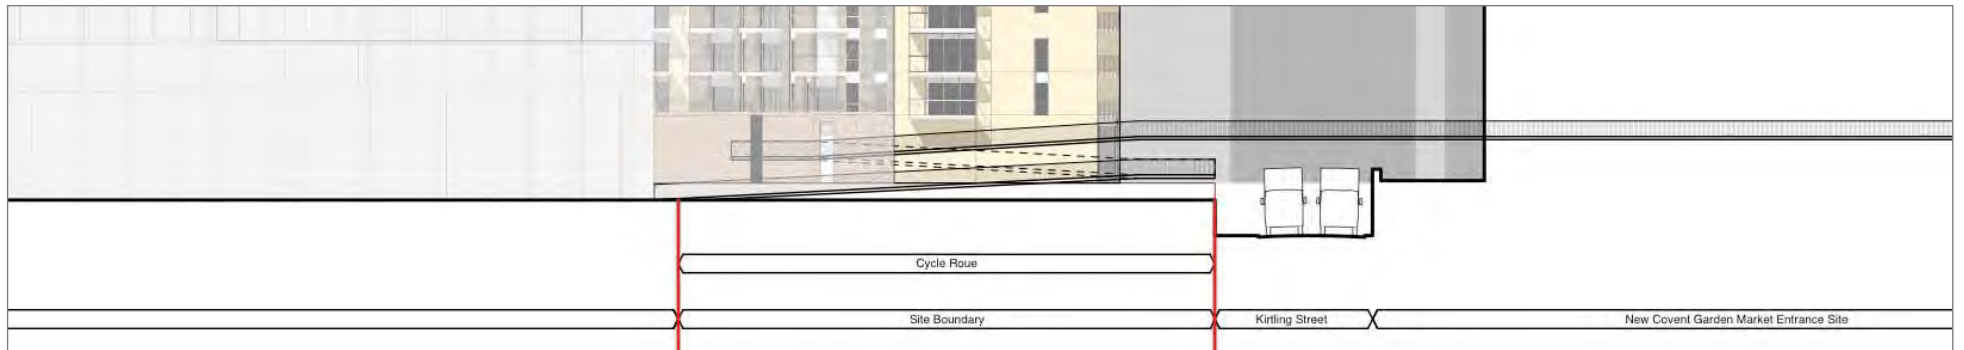 Cycle Roue
Site Boundary
Kirtling Street
New Covent Garden Market Entrance Site